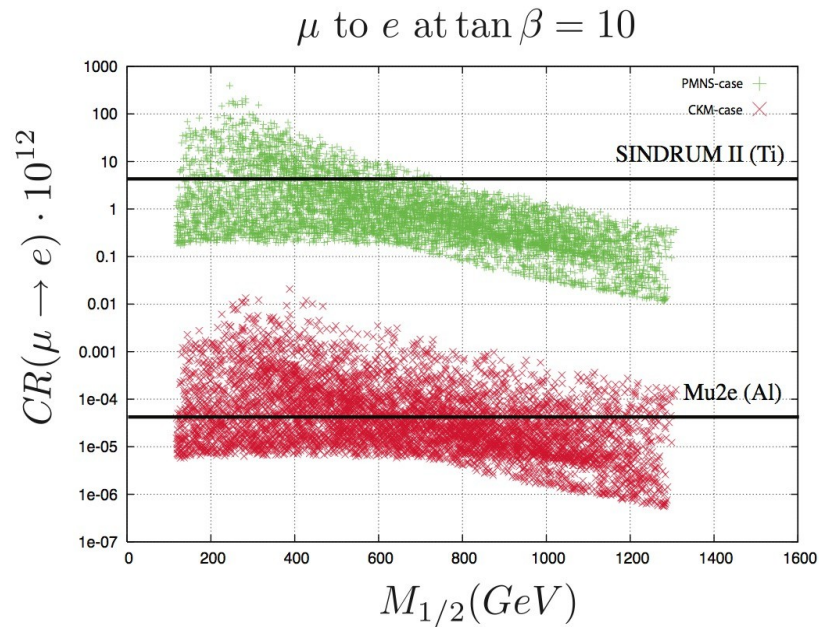 μ to e at tan β = 10
CR(μ → e) · 10¹²
1000
100
10
1
0.1
0.01
0.001
1e-04
1e-05
1e-06
1e-07
PMNS-case
CKM-case
SINDRUM II (Ti)
Mu2e (Al)
0 200 400 600 800 1000 1200 1400 1600
M₁/₂(GeV)